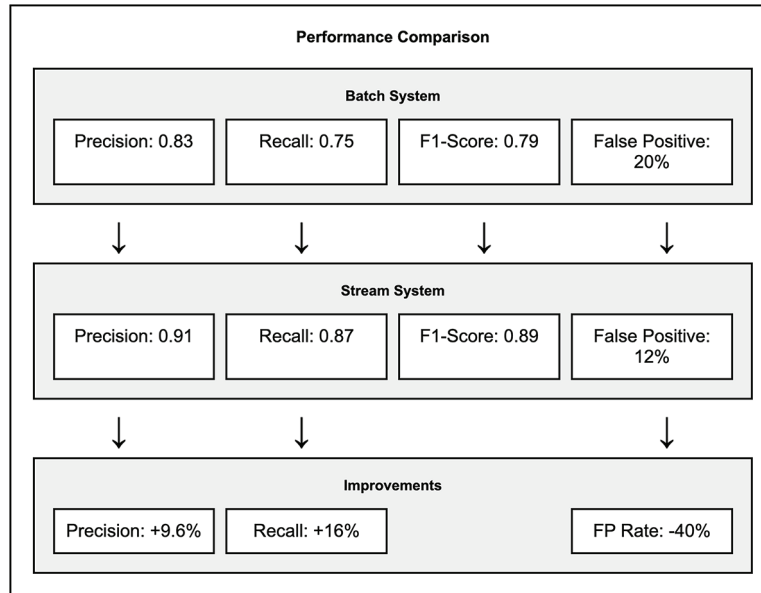 Performance Comparison
Batch System
Precision: 0.83
Recall: 0.75
F1-Score: 0.79
False Positive:
20%
Stream System
Precision: 0.91
Recall: 0.87
F1-Score: 0.89
False Positive:
12%
Improvements
Precision: +9.6%
Recall: +16%
FP Rate: -40%